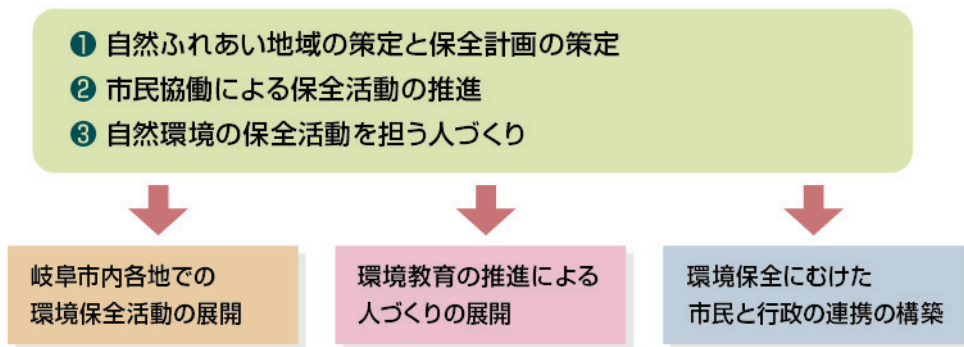 ❶ 自然ふれあい地域の策定と保全計画の策定
❷ 市民協働による保全活動の推進
❸ 自然環境の保全活動を担う人づくり
岐阜市内各地での
環境保全活動の展開
環境教育の推進による
人づくりの展開
環境保全にむけた
市民と行政の連携の構築